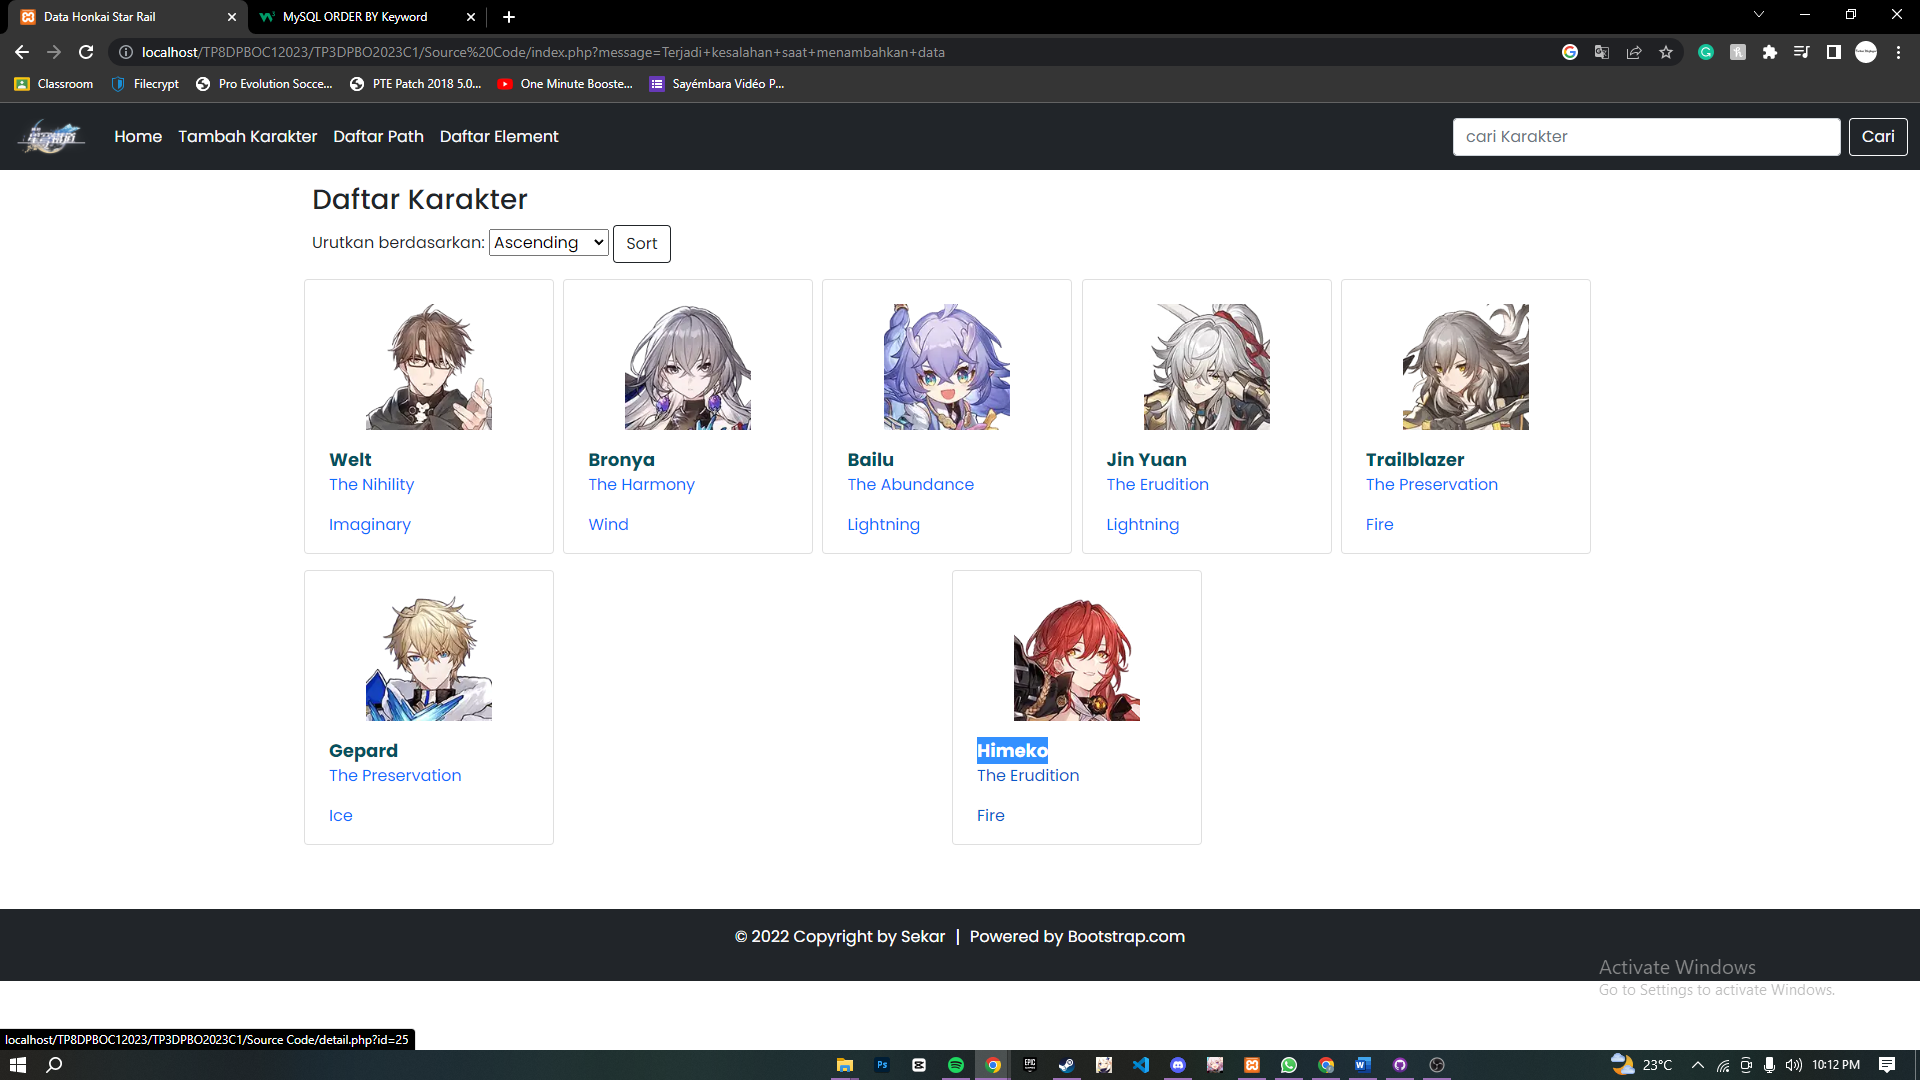 Data Honkai Star Rail
MySQL ORDER BY Keyword
localhost/TP8DPBOC12023/TP3DPBO2023C1/Source%20Code/index.php?message=Terjadi+kesalahan+saat+menambahkan+data
Classroom Filecrypt Pro Evolution Socce... PTE Patch 2018 5.0... One Minute Booste... Sayémbara Vidéo P...
Home Tambah Karakter Daftar Path Daftar Element cari Karakter Cari
Daftar Karakter
Urutkan berdasarkan: Ascending Sort
Welt Bronya Bailu Jin Yuan Trailblazer
The Nihility The Harmony The Abundance The Erudition The Preservation
Imaginary Wind Lightning Lightning Fire
Gepard Himeko
The Preservation The Erudition
Ice Fire
© 2022 Copyright by Sekar | Powered by Bootstrap.com
Activate Windows
Go to Settings to activate Windows.
localhost/TP8DPBOC12023/TP3DPBO2023C1/Source Code/detail.php?id=25
23°C 10:12 PM